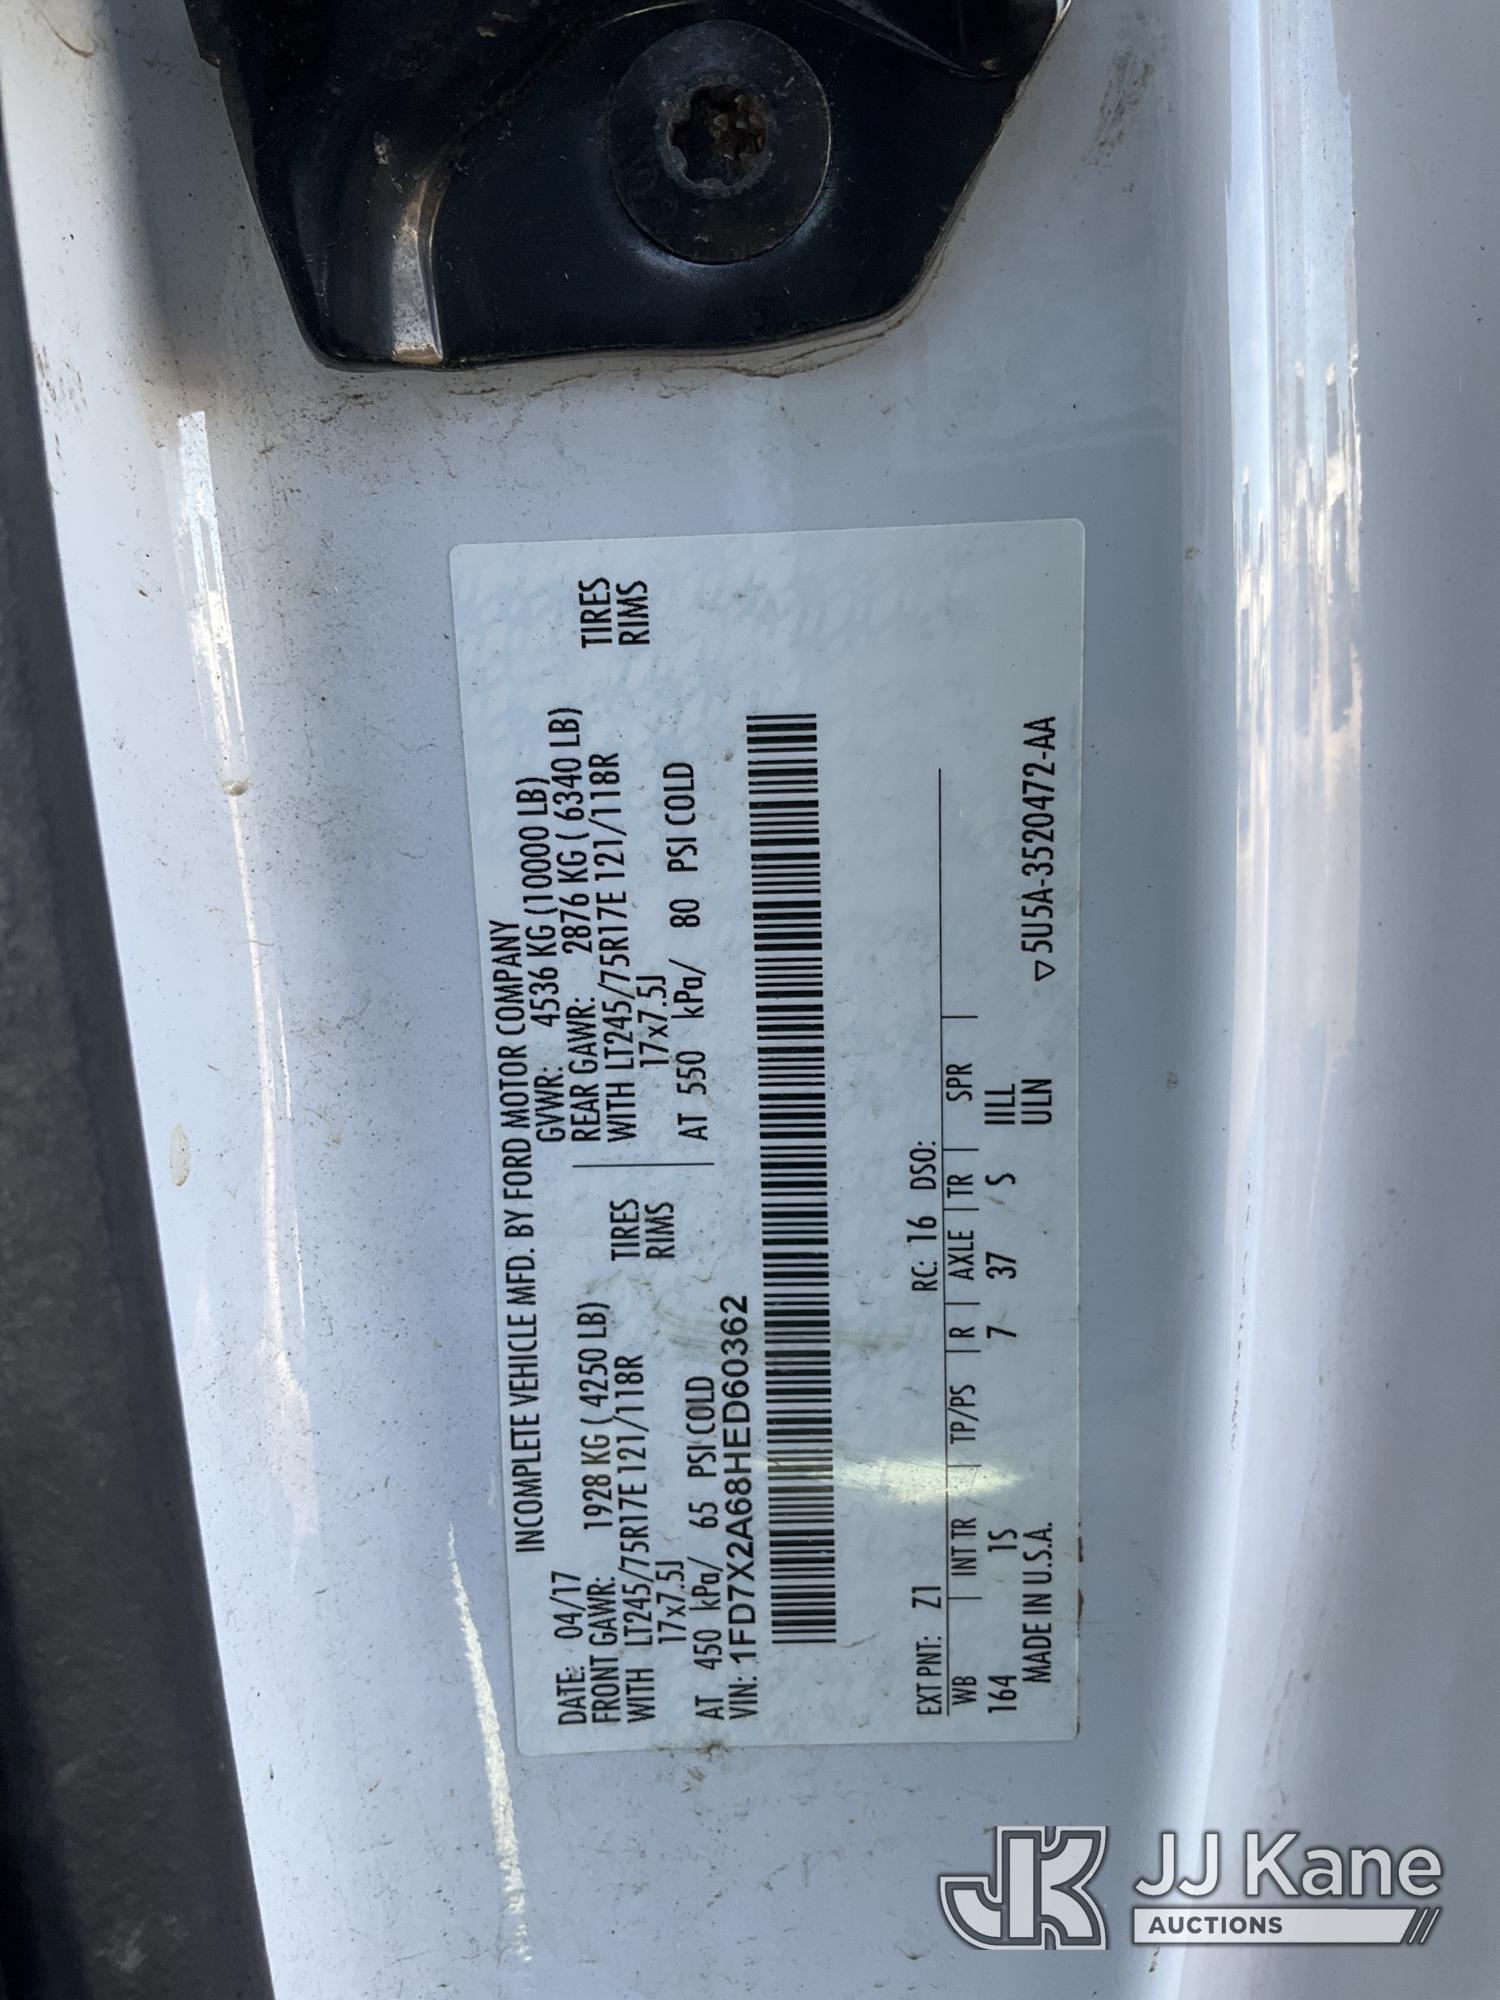 INCOMPLETE VEHICLE MFD. BY FORD MOTOR COMPANY
DATE: 04/17 GVWR: 4536 KG (10000 LB)
FRONT GAWR: 1928 KG ( 4250 LB) REAR GAWR: 2876 KG ( 6340 LB)
WITH LT245/75R17E 121/118R TIRES WITH LT245/75R17E 121/118R TIRES
17x7.5J RIMS 17x7.5J RIMS
AT 450 kPa/ 65 PSI COLD AT 550 kPa/ 80 PSI COLD
VIN: 1FD7X2A68HED60362
EXT PNT: Z1 RC: 16 DSO:
WB | INT TR | TP/PS | R | AXLE | TR | SPR |
164 1S 7 37 S
MADE IN U.S.A. ULN ▽5U5A-3520472-AA
JK JJ Kane
AUCTIONS